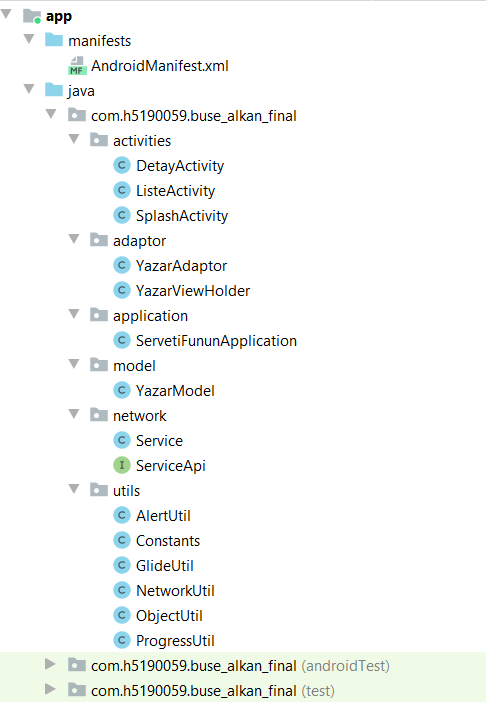 app
manifests
MF AndroidManifest.xml
java
com.h5190059.buse_alkan_final
activities
C DetayActivity
C ListeActivity
C SplashActivity
adaptor
C YazarAdaptor
C YazarViewHolder
application
C ServetiFununApplication
model
C YazarModel
network
C Service
I ServiceApi
utils
C AlertUtil
C Constants
C GlideUtil
C NetworkUtil
C ObjectUtil
C ProgressUtil
com.h5190059.buse_alkan_final (androidTest)
com.h5190059.buse_alkan_final (test)